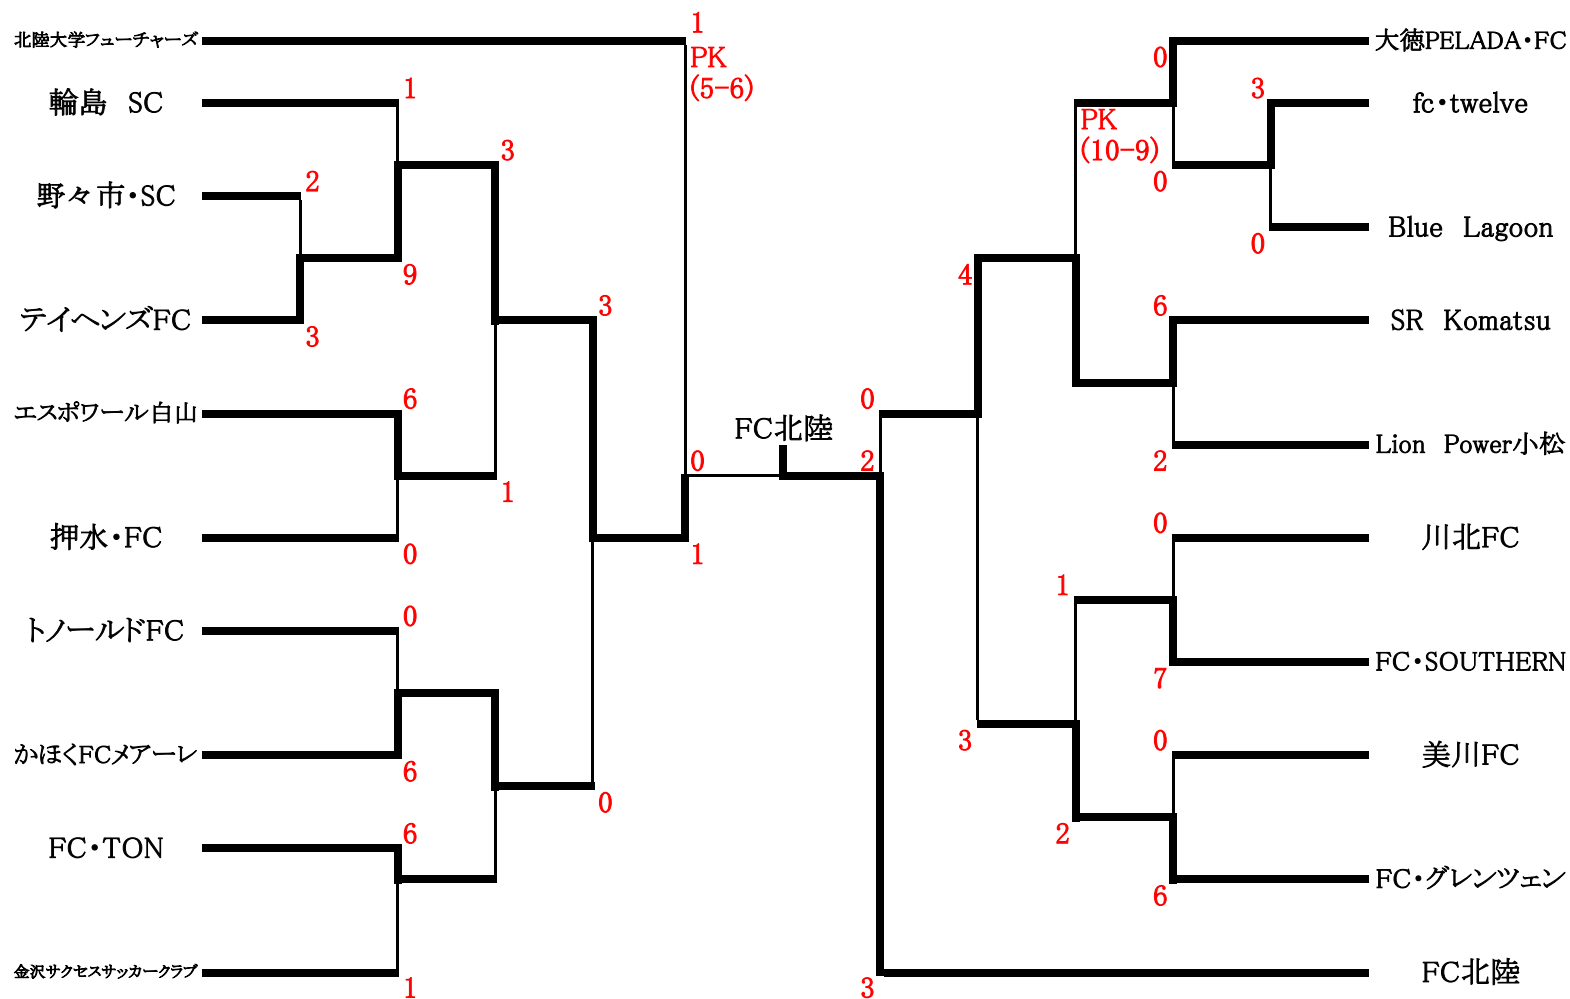 北陸大学フューチャーズ
1
PK
(5-6)
輪島 SC
1
3
野々市・SC
2
9
テイヘンズFC
3
3
エスポワール白山
6
1
押水・FC
0
0
1
トノールドFC
0
かほくFCメアーレ
6
0
FC・TON
6
金沢サクセスサッカークラブ
1
FC北陸
2
0
3
4
3
PK
(10-9)
0
大徳PELADA・FC
3
fc・twelve
0
0
Blue Lagoon
6
SR Komatsu
2
Lion Power小松
0
川北FC
1
7
FC・SOUTHERN
0
美川FC
2
6
FC・グレンツェン
FC北陸